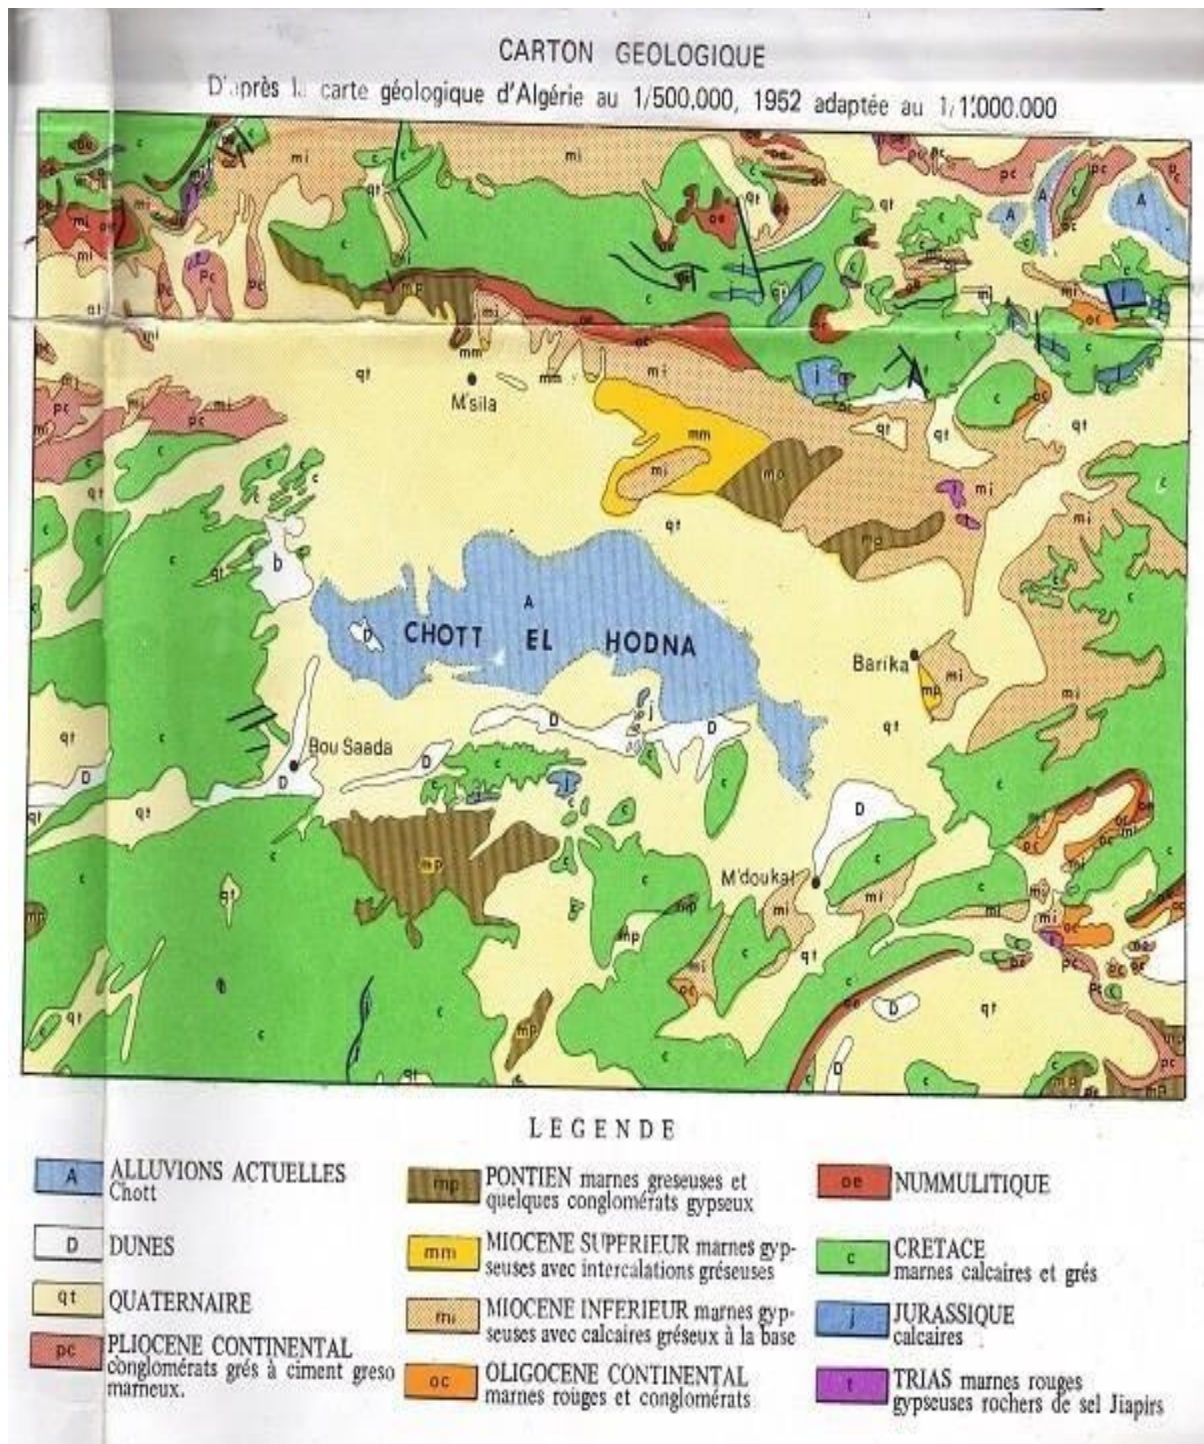 CARTON GEOLOGIQUE
D'après la carte géologique d'Algérie au 1/500.000, 1952 adaptée au 1/1'000.000
M'sila
CHOTT EL HODNA
Barika
Bou Saada
M'doukal
LEGENDE
A ALLUVIONS ACTUELLES
Chott
D DUNES
qt QUATERNAIRE
pc PLIOCENE CONTINENTAL
conglomérats grés à ciment greso
marneux.
mp PONTIEN marnes greseuses et
quelques conglomérats gypseux
mm MIOCENE SUPERIEUR marnes gyp-
seuses avec intercalations gréseuses
mi MIOCENE INFERIEUR marnes gyp-
seuses avec calcaires gréseux à la base
oc OLIGOCENE CONTINENTAL
marnes rouges et conglomérats
oe NUMMULITIQUE
c CRETACE
marnes calcaires et grés
j JURASSIQUE
calcaires
t TRIAS marnes rouges
gypseuses rochers de sel Jiapirs